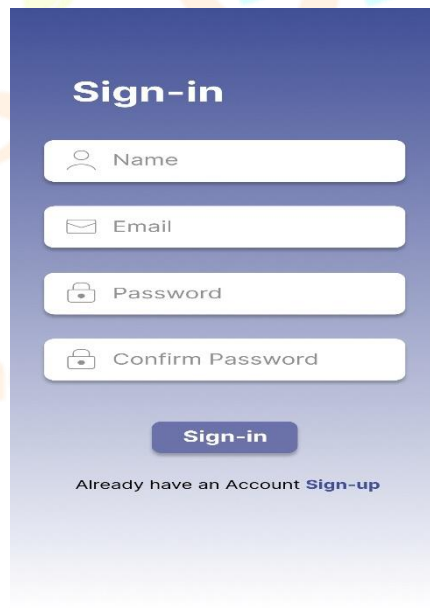 Sign-in
Name
Email
Password
Confirm Password
Sign-in
Already have an Account Sign-up